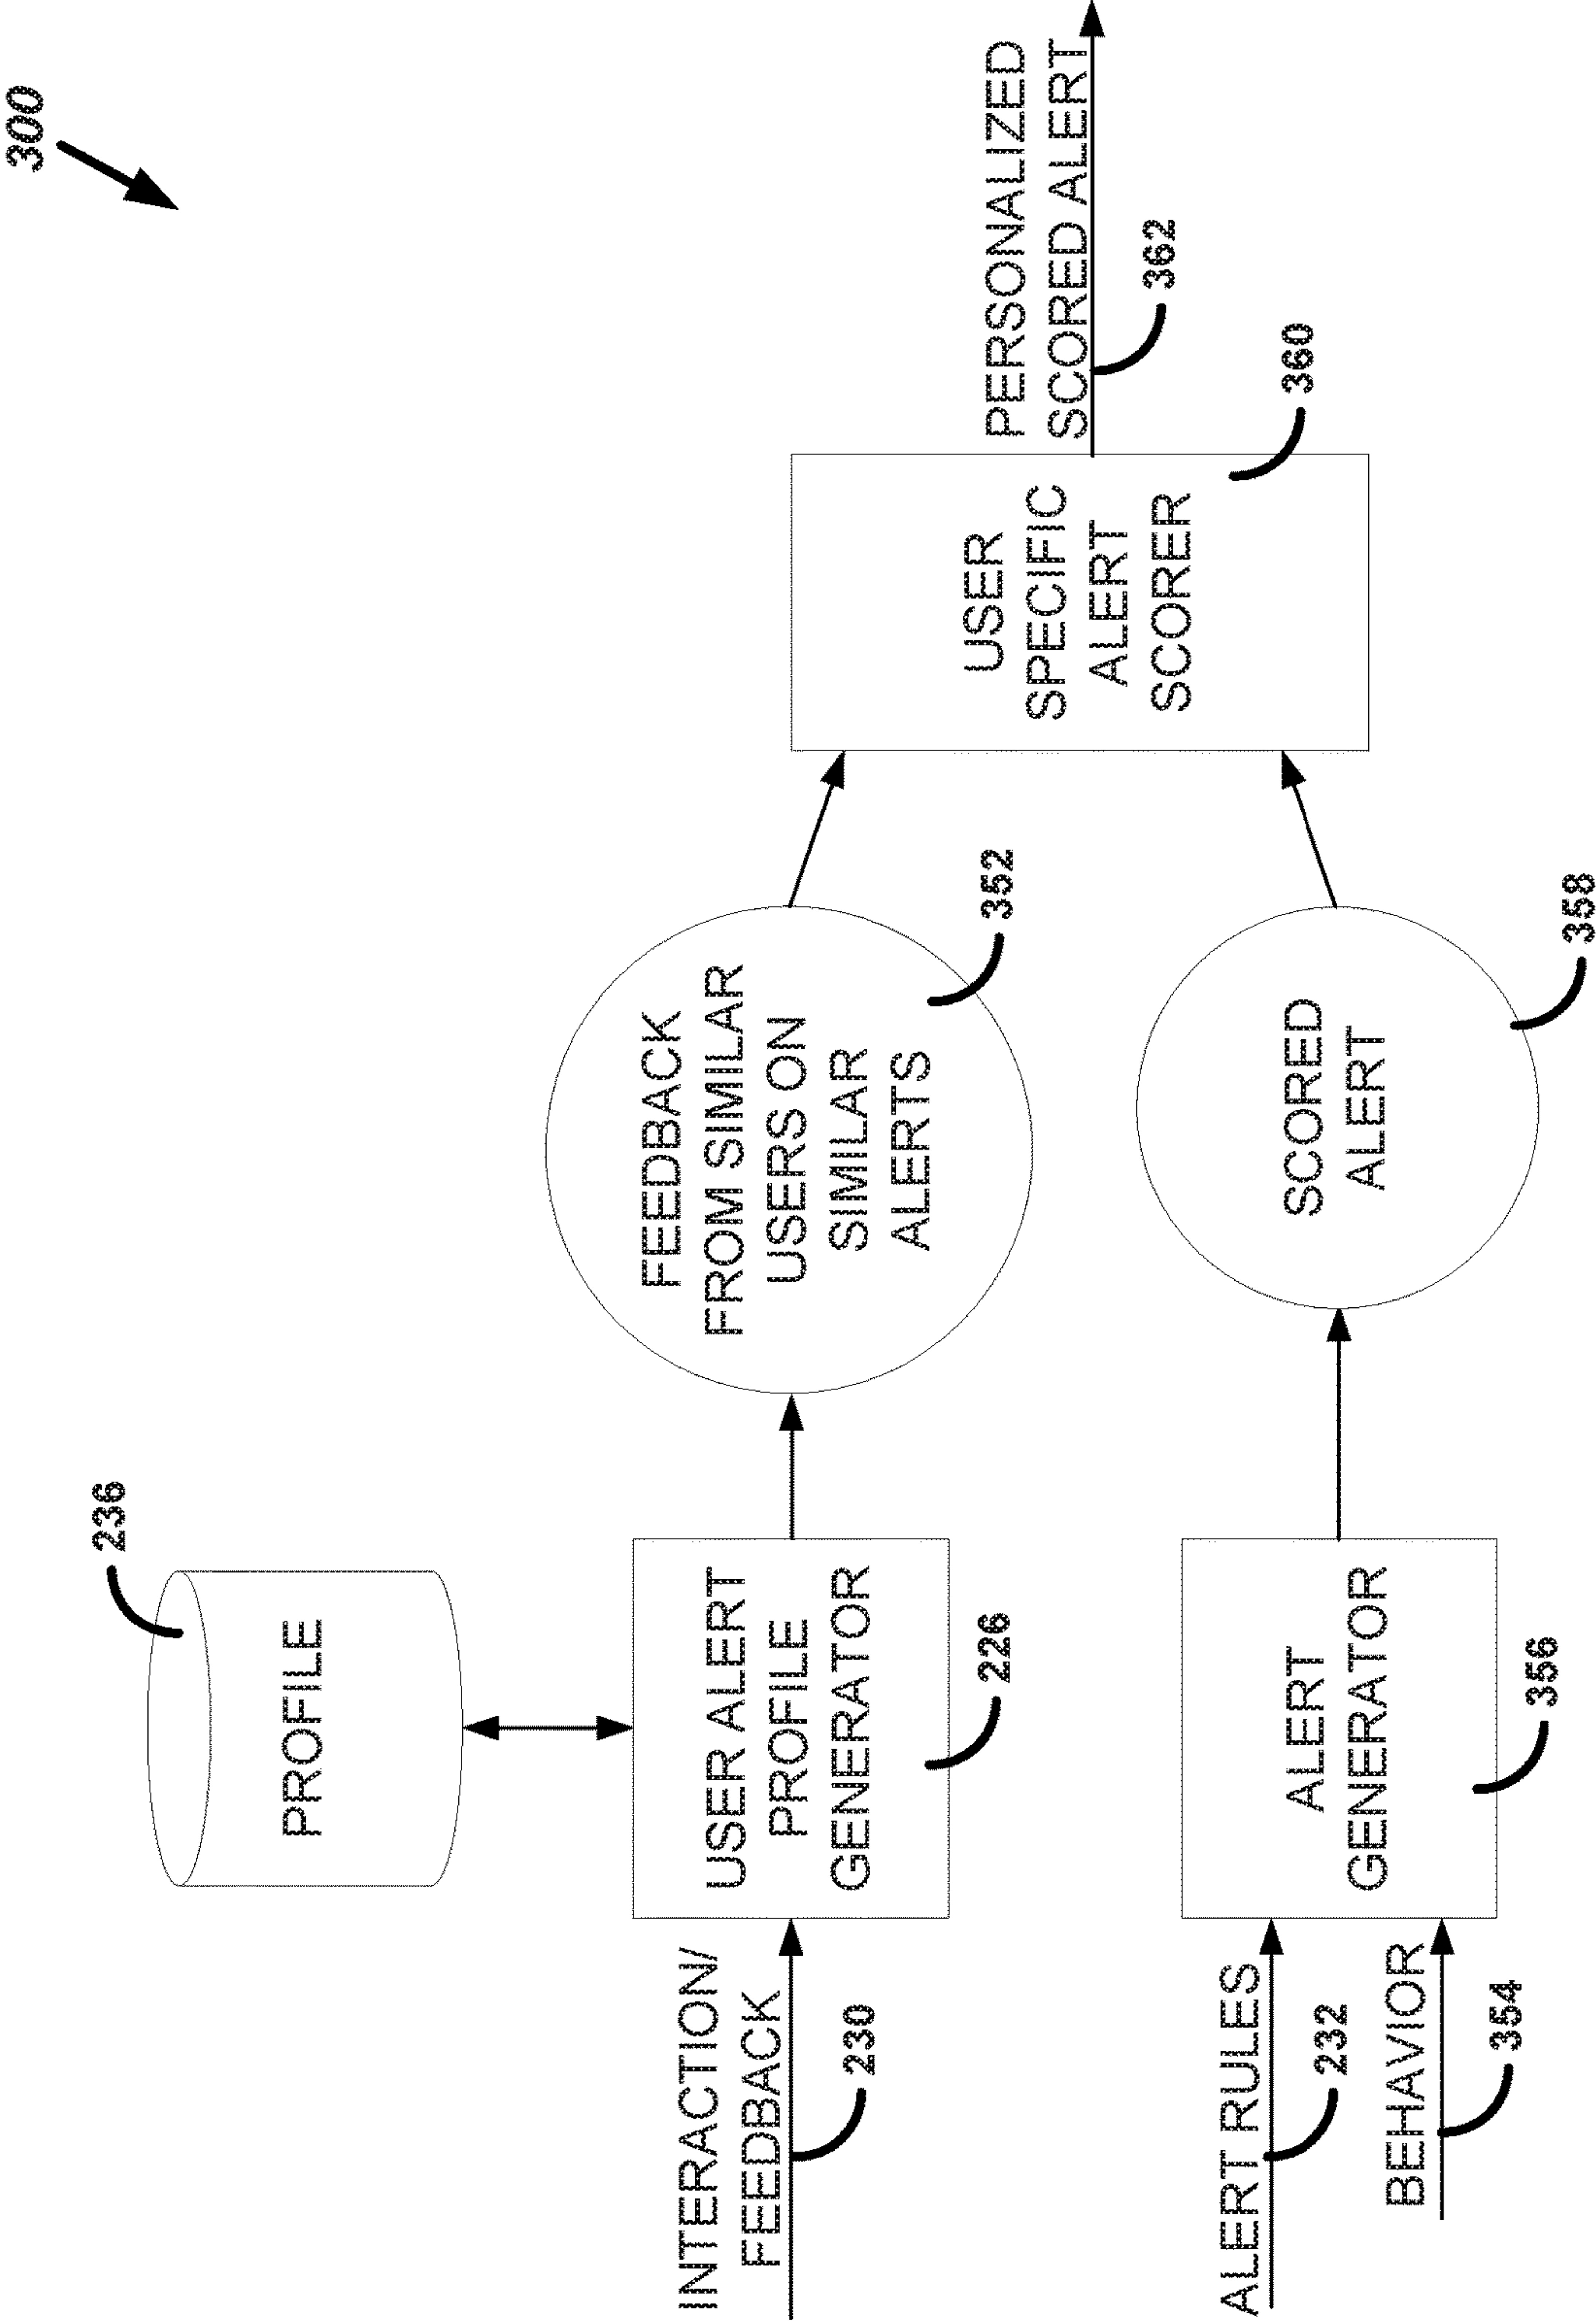 300
236
PROFILE
INTERACTION/
FEEDBACK
230
USER ALERT
PROFILE
GENERATOR
226
FEEDBACK
FROM SIMILAR
USERS ON
SIMILAR
ALERTS
352
ALERT RULES
232
BEHAVIOR
354
ALERT
GENERATOR
356
SCORED
ALERT
358
USER
SPECIFIC
ALERT
SCORER
360
PERSONALIZED
SCORED ALERT
362